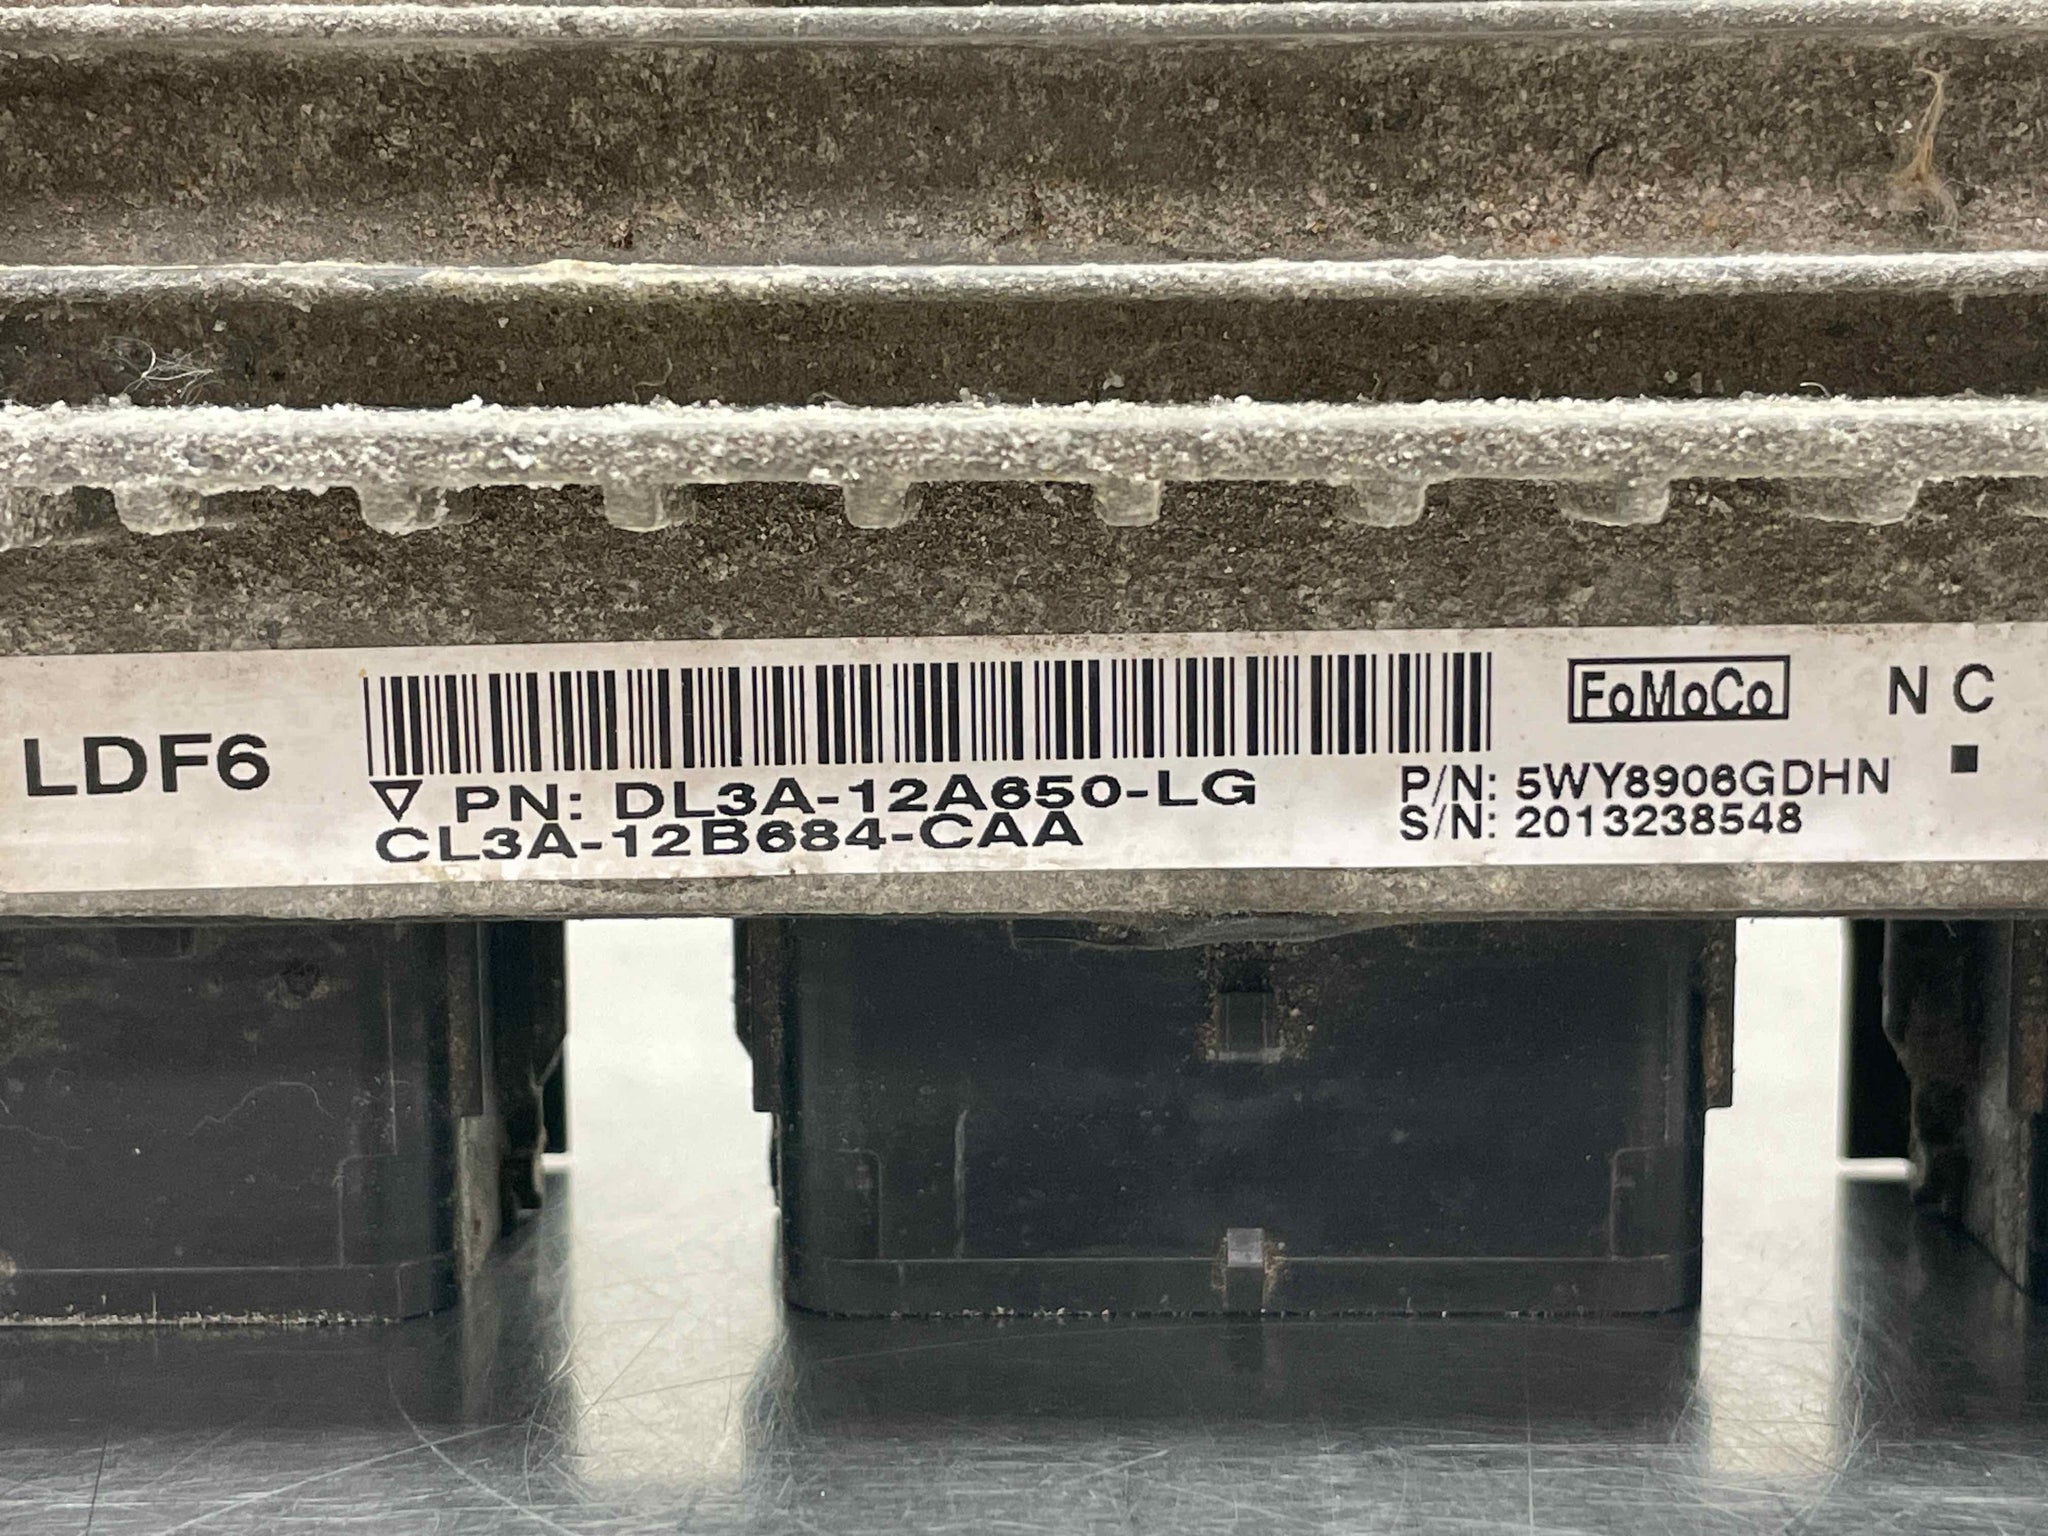 LDF6
FoMoCo
N C
▽ PN: DL3A-12A650-LG
CL3A-12B684-CAA
P/N: 5WY8906GDHN
S/N: 2013238548